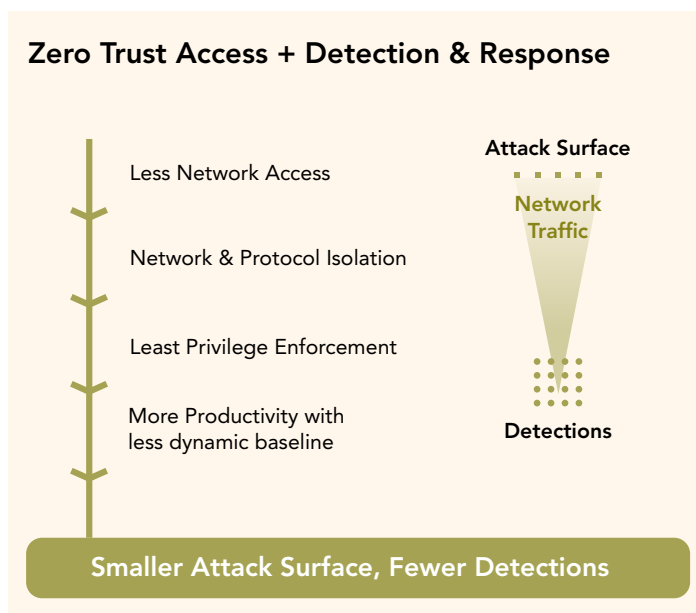 Zero Trust Access + Detection & Response
Less Network Access
Network & Protocol Isolation
Least Privilege Enforcement
More Productivity with
less dynamic baseline
Attack Surface
Network
Traffic
Detections
Smaller Attack Surface, Fewer Detections